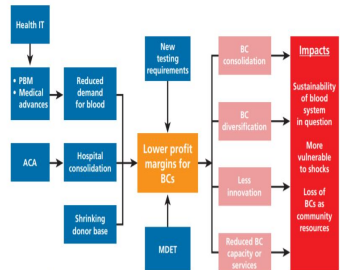 Health IT
• PBM
• Medical
advances
Reduced
demand
for blood
New
testing
requirements
ACA
Hospital
consolidation
Shrinking
donor base
Lower profit
margins for
BCs
MDET
BC
consolidation
BC
diversification
Less
innovation
Reduced BC
capacity or
services
Impacts
Sustainability
of blood
system
in question
More
vulnerable
to shocks
Loss of
BCs as
community
resources